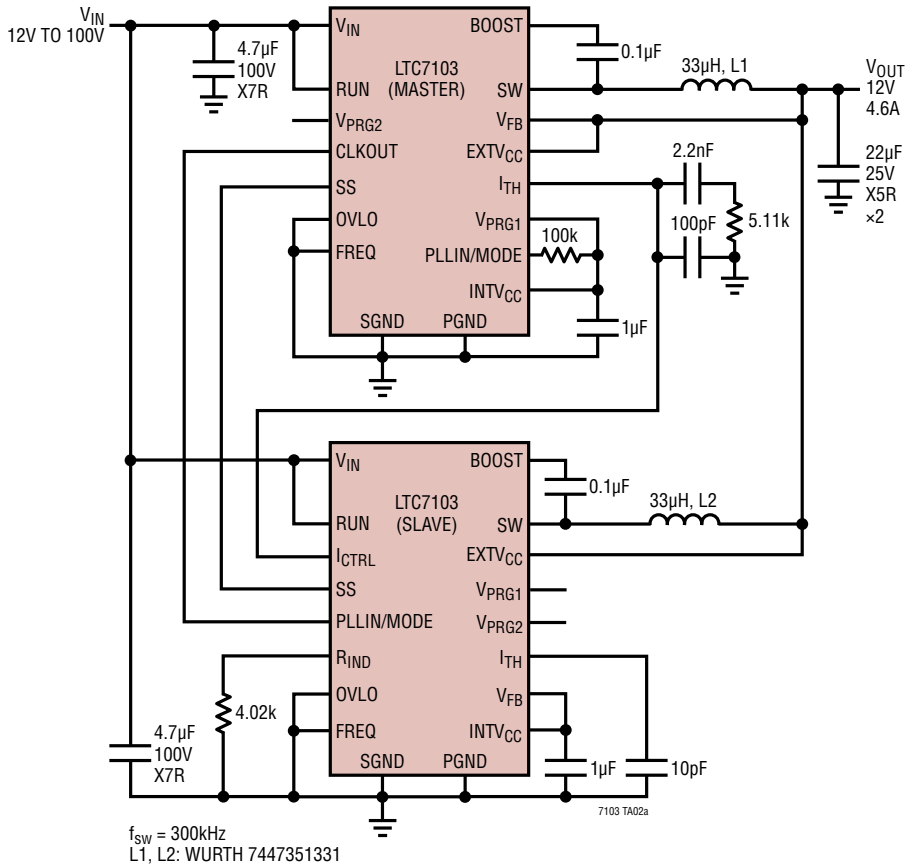 VIN
12V TO 100V
4.7µF
100V
X7R
VIN
RUN
VPRG2
CLKOUT
SS
OVLO
FREQ
LTC7103
(MASTER)
SGND
PGND
BOOST
SW
VFB
EXTVCC
ITH
VPRG1
PLLIN/MODE
INTVCC
0.1µF
33µH, L1
VOUT
12V
4.6A
22µF
25V
X5R
×2
2.2nF
100pF
5.11k
100k
1µF
VIN
RUN
ICTRL
SS
PLLIN/MODE
RIND
OVLO
FREQ
LTC7103
(SLAVE)
SGND
PGND
BOOST
SW
EXTVCC
VPRG1
VPRG2
ITH
VFB
INTVCC
0.1µF
33µH, L2
4.02k
4.7µF
100V
X7R
1µF
10pF
7103 TA02a
fSW = 300kHz
L1, L2: WURTH 7447351331